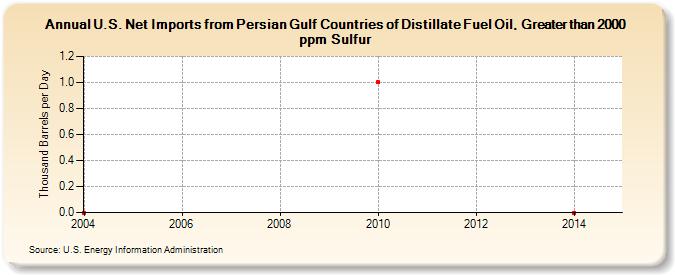 Annual U.S. Net Imports from Persian Gulf Countries of Distillate Fuel Oil, Greater than 2000
ppm Sulfur
Thousand Barrels per Day
1.2
1.0
0.8
0.6
0.4
0.2
0.0
2004 2006 2008 2010 2012 2014
Source: U.S. Energy Information Administration